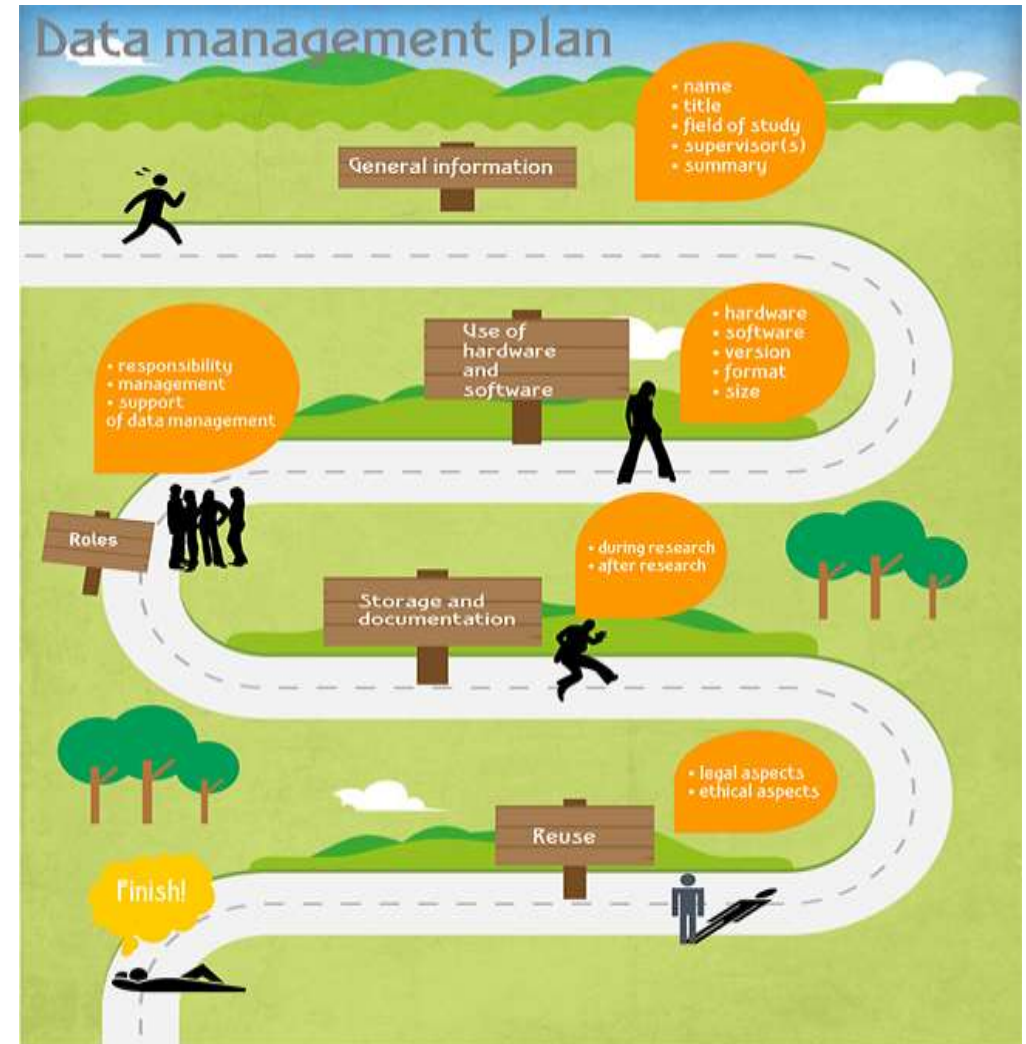 Data management plan
• name
• title
• field of study
• supervisor(s)
• summary
General information
Use of
hardware
and
software
• hardware
• software
• version
• format
• size
• responsibility
• management
• support
of data management
Roles
• during research
• after research
Storage and
documentation
• legal aspects
• ethical aspects
Reuse
Finish!